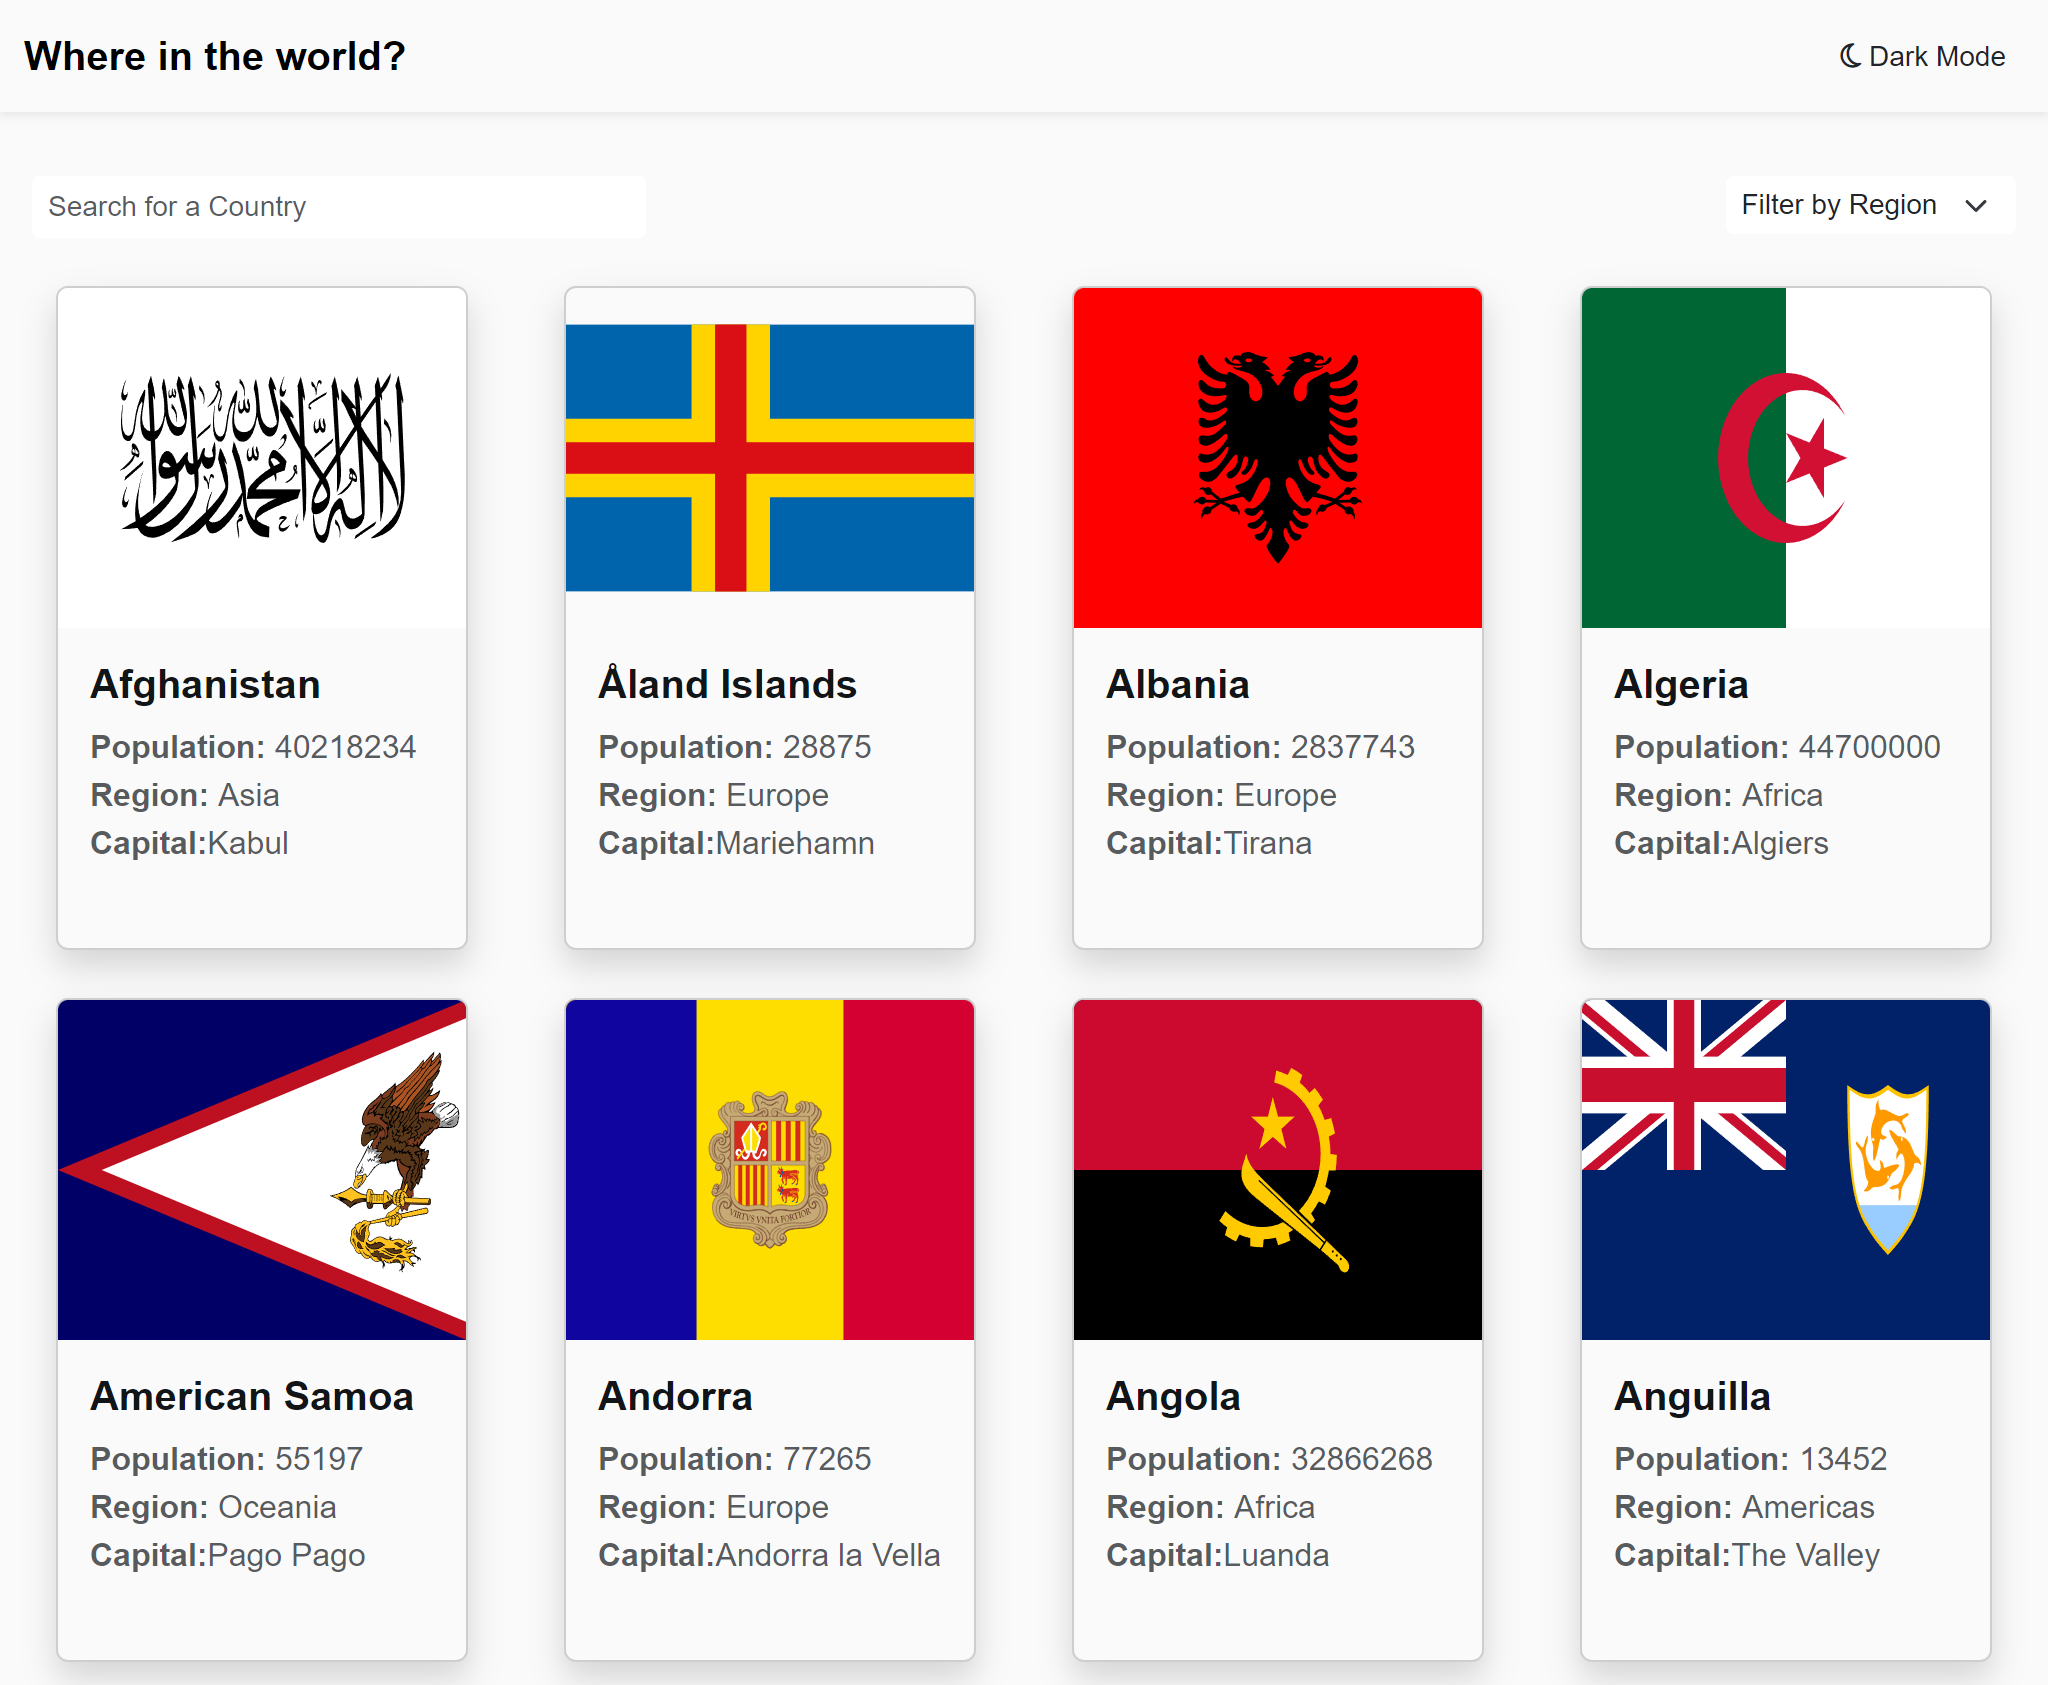 Where in the world?
Dark Mode
Search for a Country
Filter by Region
لا إله إلا الله محمد رسول الله
Afghanistan
Population: 40218234
Region: Asia
Capital:Kabul
Åland Islands
Population: 28875
Region: Europe
Capital:Mariehamn
Albania
Population: 2837743
Region: Europe
Capital:Tirana
Algeria
Population: 44700000
Region: Africa
Capital:Algiers
American Samoa
Population: 55197
Region: Oceania
Capital:Pago Pago
VIRTVS VNITA FORTIOR
Andorra
Population: 77265
Region: Europe
Capital:Andorra la Vella
Angola
Population: 32866268
Region: Africa
Capital:Luanda
Anguilla
Population: 13452
Region: Americas
Capital:The Valley